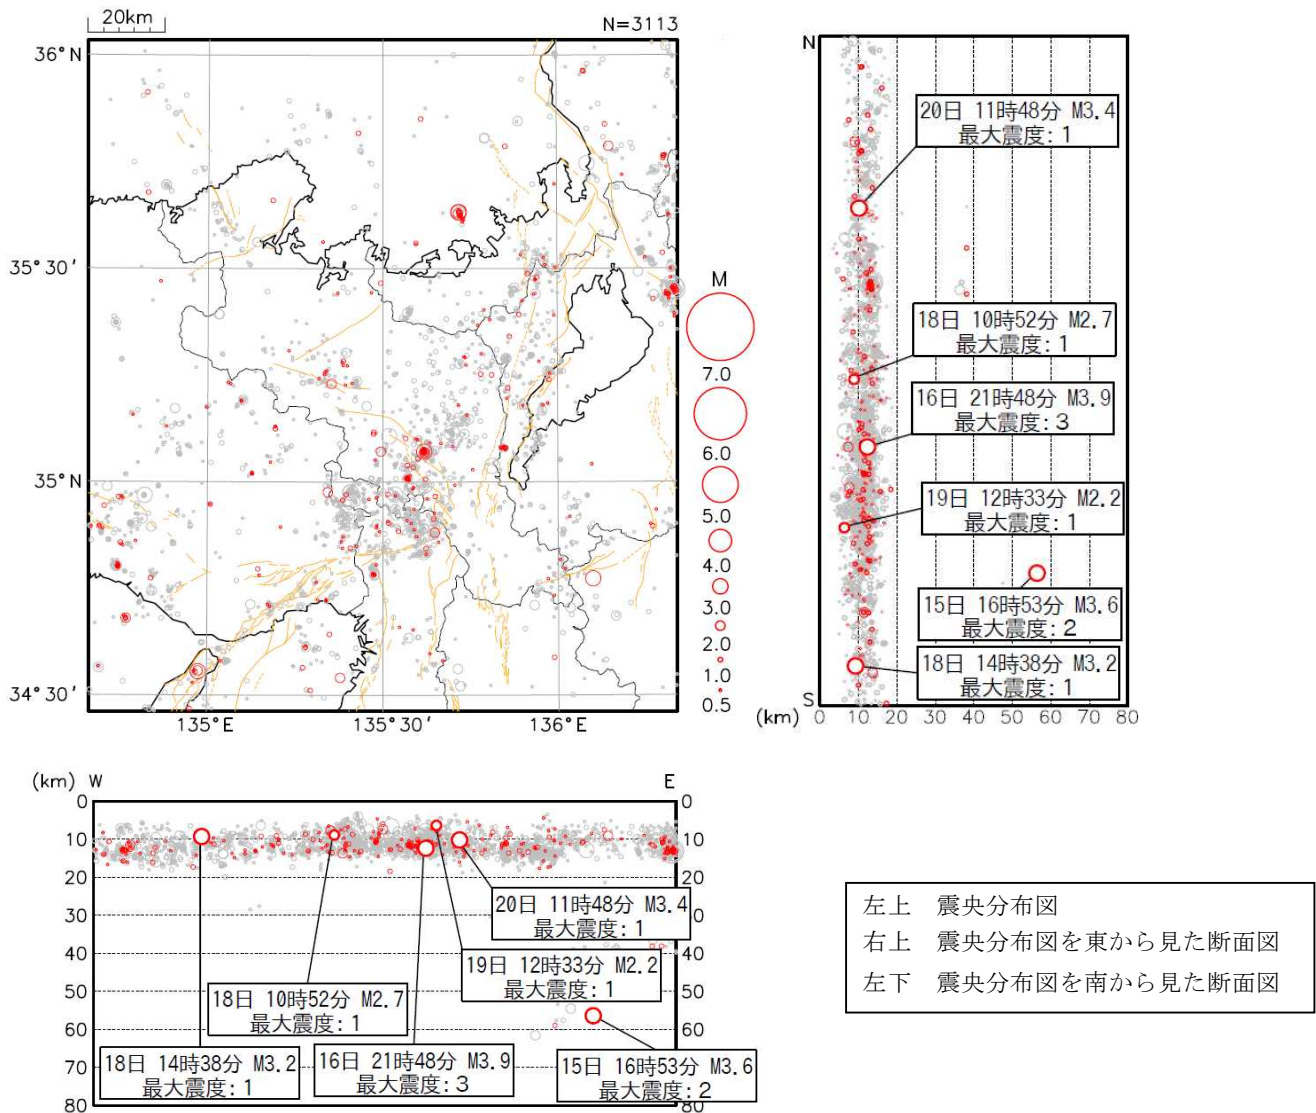 20km
N=3113
36°N
35°30′
35°N
34°30′
135°E
135°30′
136°E
M
7.0
6.0
5.0
4.0
3.0
2.0
1.0
0.5
N
20日 11時48分 M3.4
最大震度:1
18日 10時52分 M2.7
最大震度:1
16日 21時48分 M3.9
最大震度:3
19日 12時33分 M2.2
最大震度:1
15日 16時53分 M3.6
最大震度:2
18日 14時38分 M3.2
最大震度:1
S
(km) 0 10 20 30 40 50 60 70 80
(km) W
E
0 0
10 10
20 20
30 30
40 40
50 50
60 60
70 70
80 80
20日 11時48分 M3.4
最大震度:1
19日 12時33分 M2.2
最大震度:1
18日 10時52分 M2.7
最大震度:1
18日 14時38分 M3.2
最大震度:1
16日 21時48分 M3.9
最大震度:3
15日 16時53分 M3.6
最大震度:2
左上 震央分布図
右上 震央分布図を東から見た断面図
左下 震央分布図を南から見た断面図